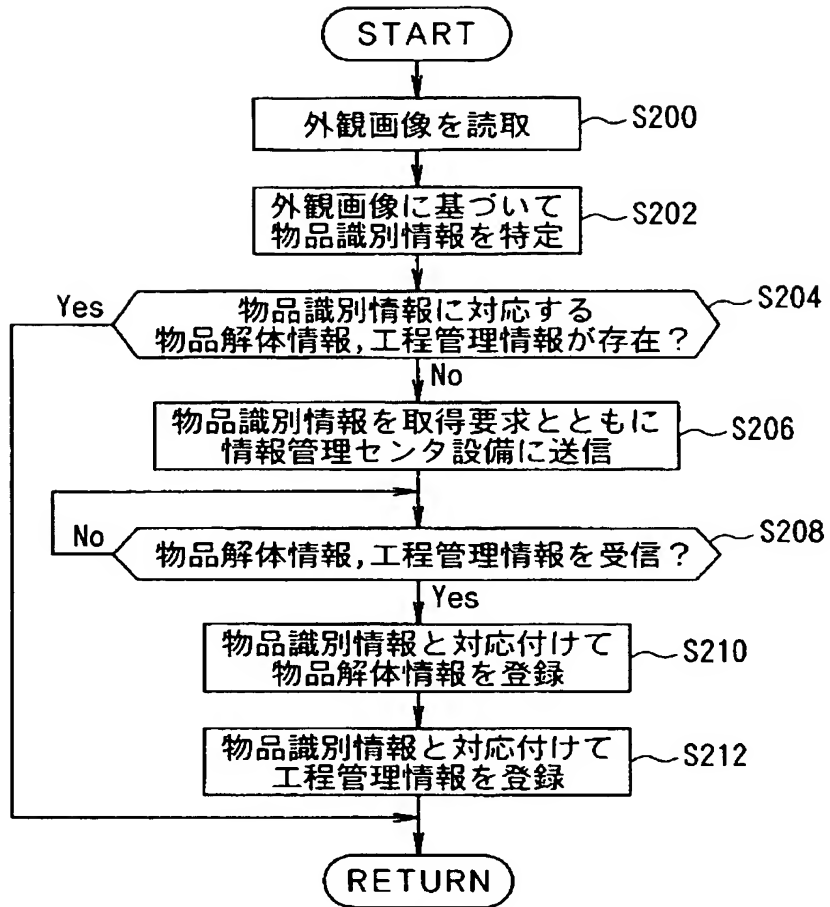 START
外観画像を読取
S200
外観画像に基づいて
物品識別情報を特定
S202
Yes
物品識別情報に対応する
物品解体情報,工程管理情報が存在?
S204
No
物品識別情報を取得要求とともに
情報管理センタ設備に送信
S206
No
物品解体情報,工程管理情報を受信?
S208
Yes
物品識別情報と対応付けて
物品解体情報を登録
S210
物品識別情報と対応付けて
工程管理情報を登録
S212
RETURN